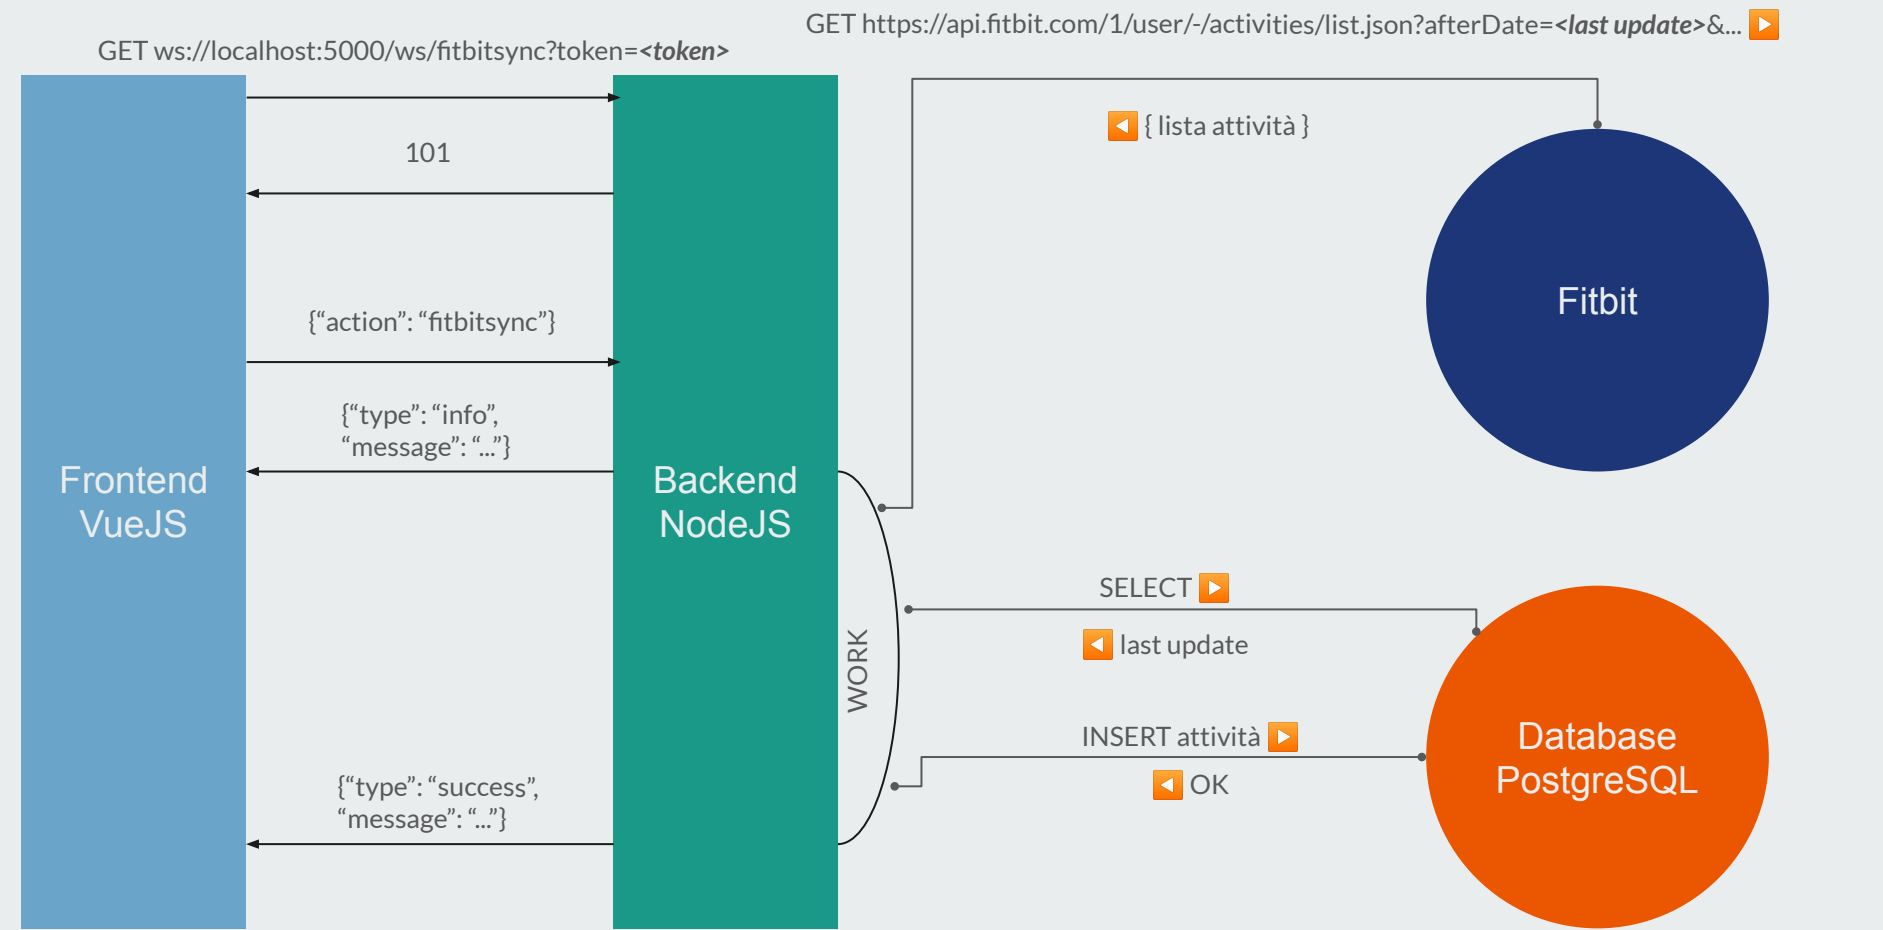 GET https://api.fitbit.com/1/user/-/activities/list.json?afterDate=<last update>&...
GET ws://localhost:5000/ws/fitbitsync?token=<token>
{ lista attività }
101
Fitbit
{“action”: “fitbitsync”}
{“type”: “info”,
“message”: “...”}
Frontend
VueJS
Backend
NodeJS
SELECT
last update
WORK
INSERT attività
OK
Database
PostgreSQL
{“type”: “success”,
“message”: “...”}